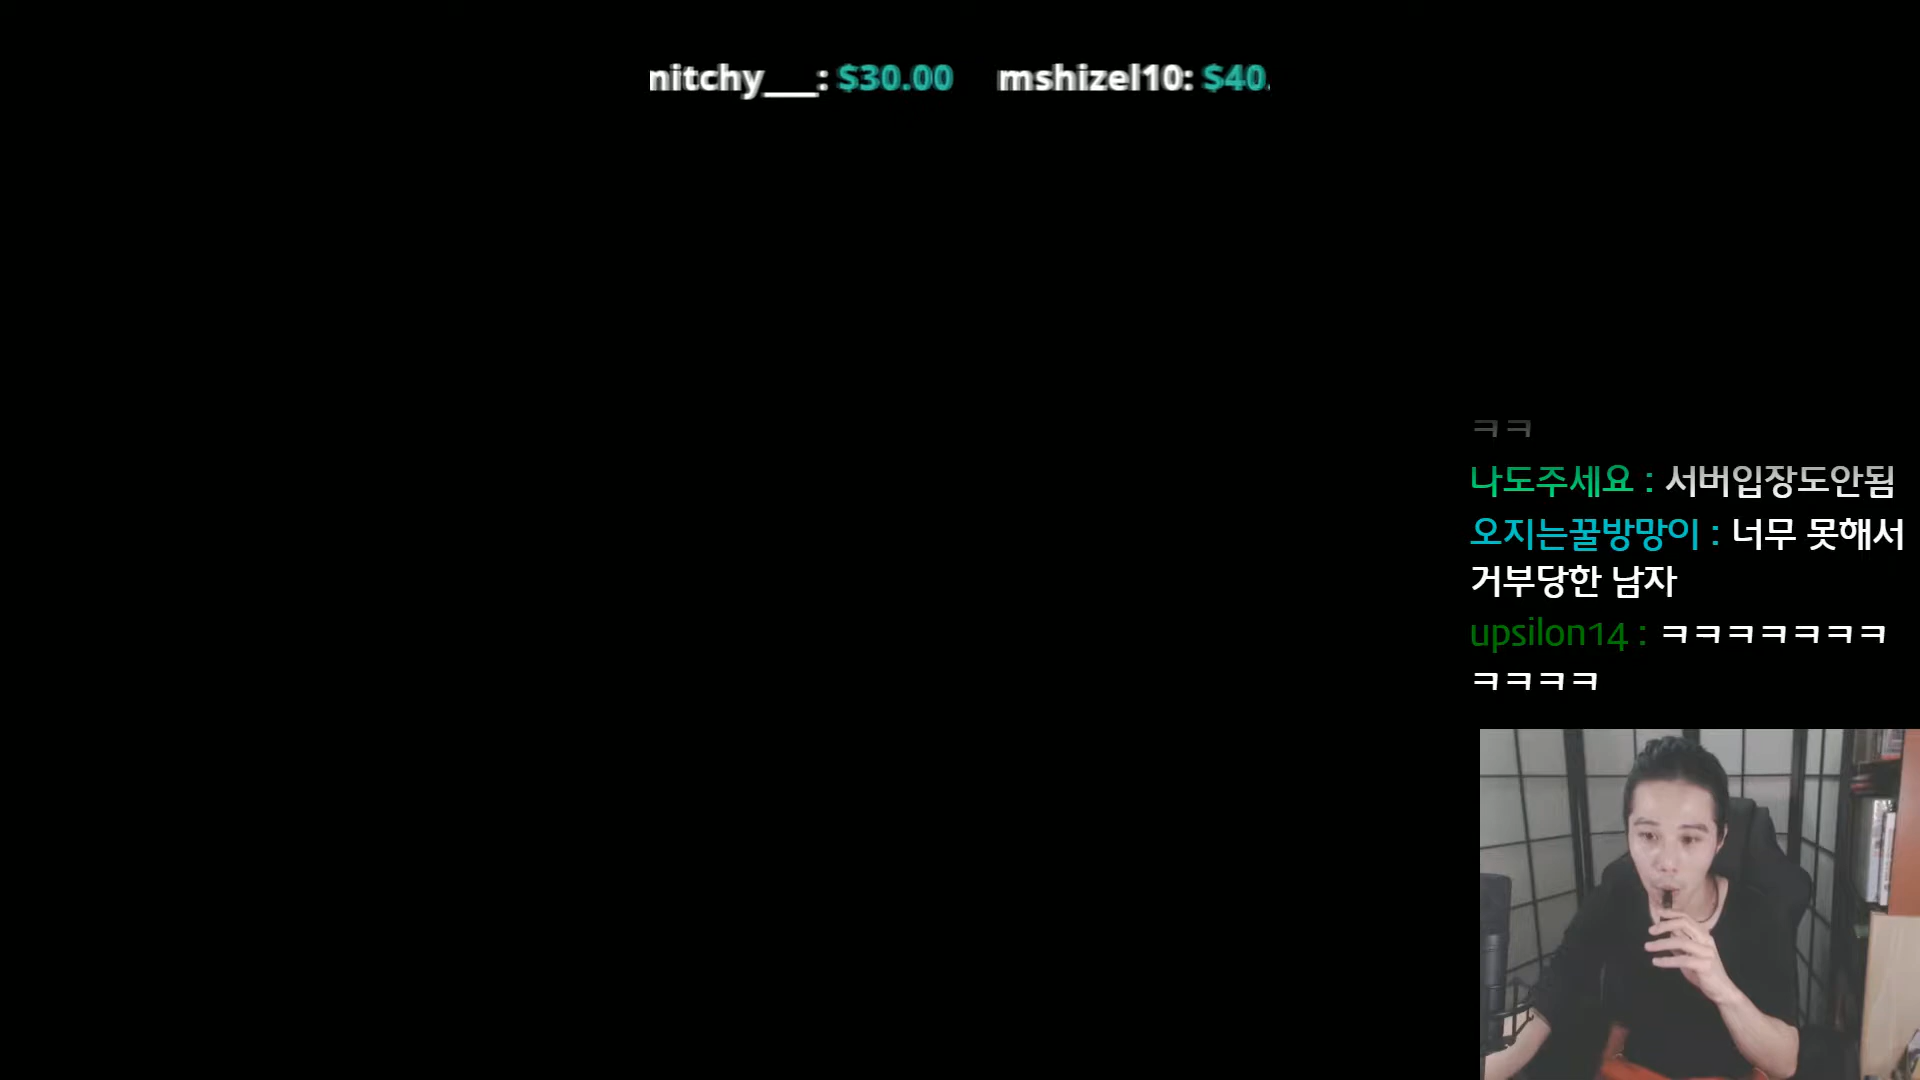 nitchy___: $30.00 mshizel10: $40.
ㅋㅋ
나도주세요 : 서버입장도안됨
오지는꿀방망이 : 너무 못해서
거부당한 남자
upsilon14 : ㅋㅋㅋㅋㅋㅋㅋ
ㅋㅋㅋㅋ